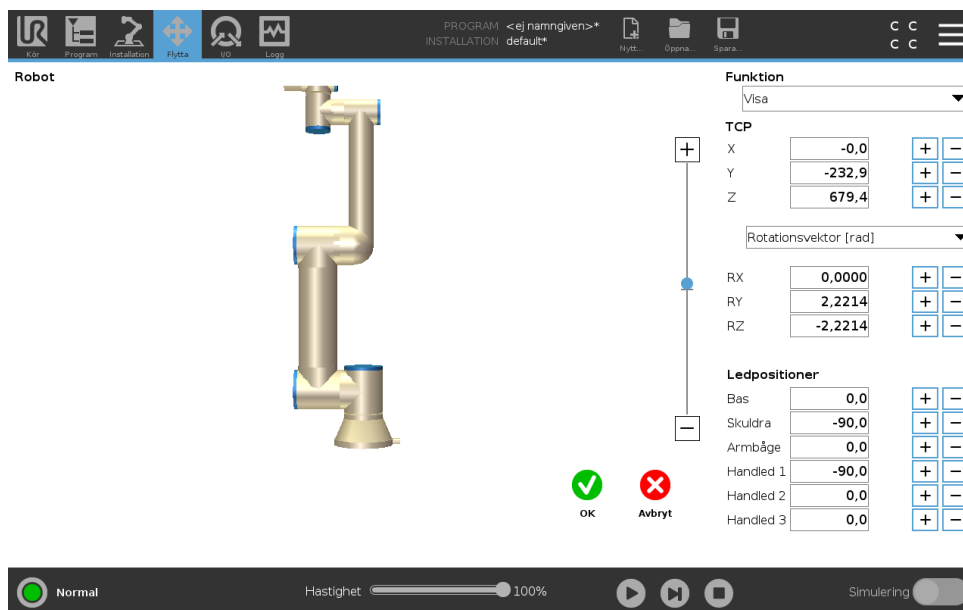 UR
PROGRAM <ej namngiven>*
INSTALLATION default*
C C
C C
Kör Program Installation Flytta I/O Logg Nytt... Öppna... Spara...
Robot
Funktion
Visa
TCP
X -0,0 + −
Y -232,9 + −
Z 679,4 + −
Rotationsvektor [rad]
RX 0,0000 + −
RY 2,2214 + −
RZ -2,2214 + −
Ledpositioner
Bas 0,0 + −
Skuldra -90,0 + −
Armbåge 0,0 + −
Handled 1 -90,0 + −
Handled 2 0,0 + −
Handled 3 0,0 + −
+
−
OK Avbryt
Normal Hastighet 100% Simulering